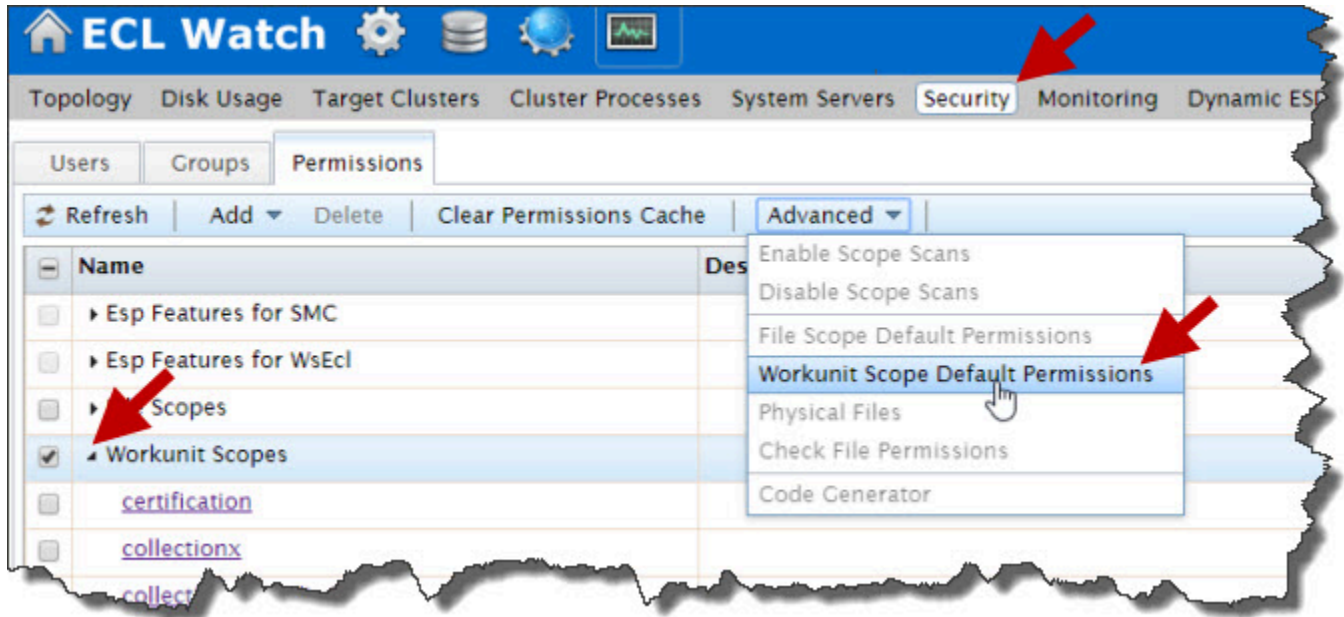 ECL Watch
Topology Disk Usage Target Clusters Cluster Processes System Servers Security Monitoring Dynamic ESD
Users Groups Permissions
Refresh Add Delete Clear Permissions Cache Advanced
Name Des
Enable Scope Scans
Disable Scope Scans
Esp Features for SMC
File Scope Default Permissions
Esp Features for WsEcl
Workunit Scope Default Permissions
Scopes
Physical Files
Workunit Scopes
Check File Permissions
certification
Code Generator
collectionx
collect